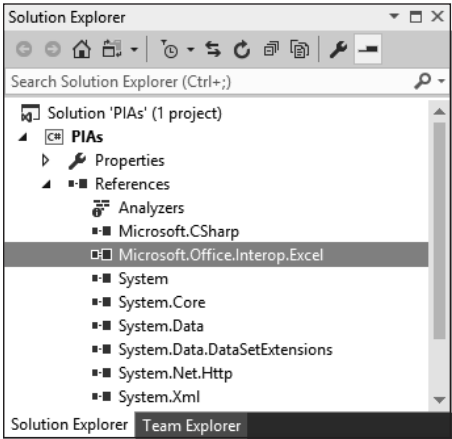 Solution Explorer
Search Solution Explorer (Ctrl+;)
Solution 'PIAs' (1 project)
C# PIAs
Properties
References
Analyzers
Microsoft.CSharp
Microsoft.Office.Interop.Excel
System
System.Core
System.Data
System.Data.DataSetExtensions
System.Net.Http
System.Xml
Solution Explorer Team Explorer